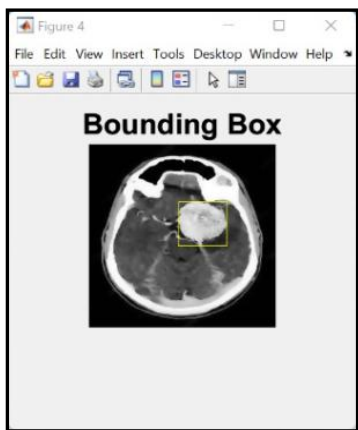 Figure 4
File Edit View Insert Tools Desktop Window Help
Bounding Box